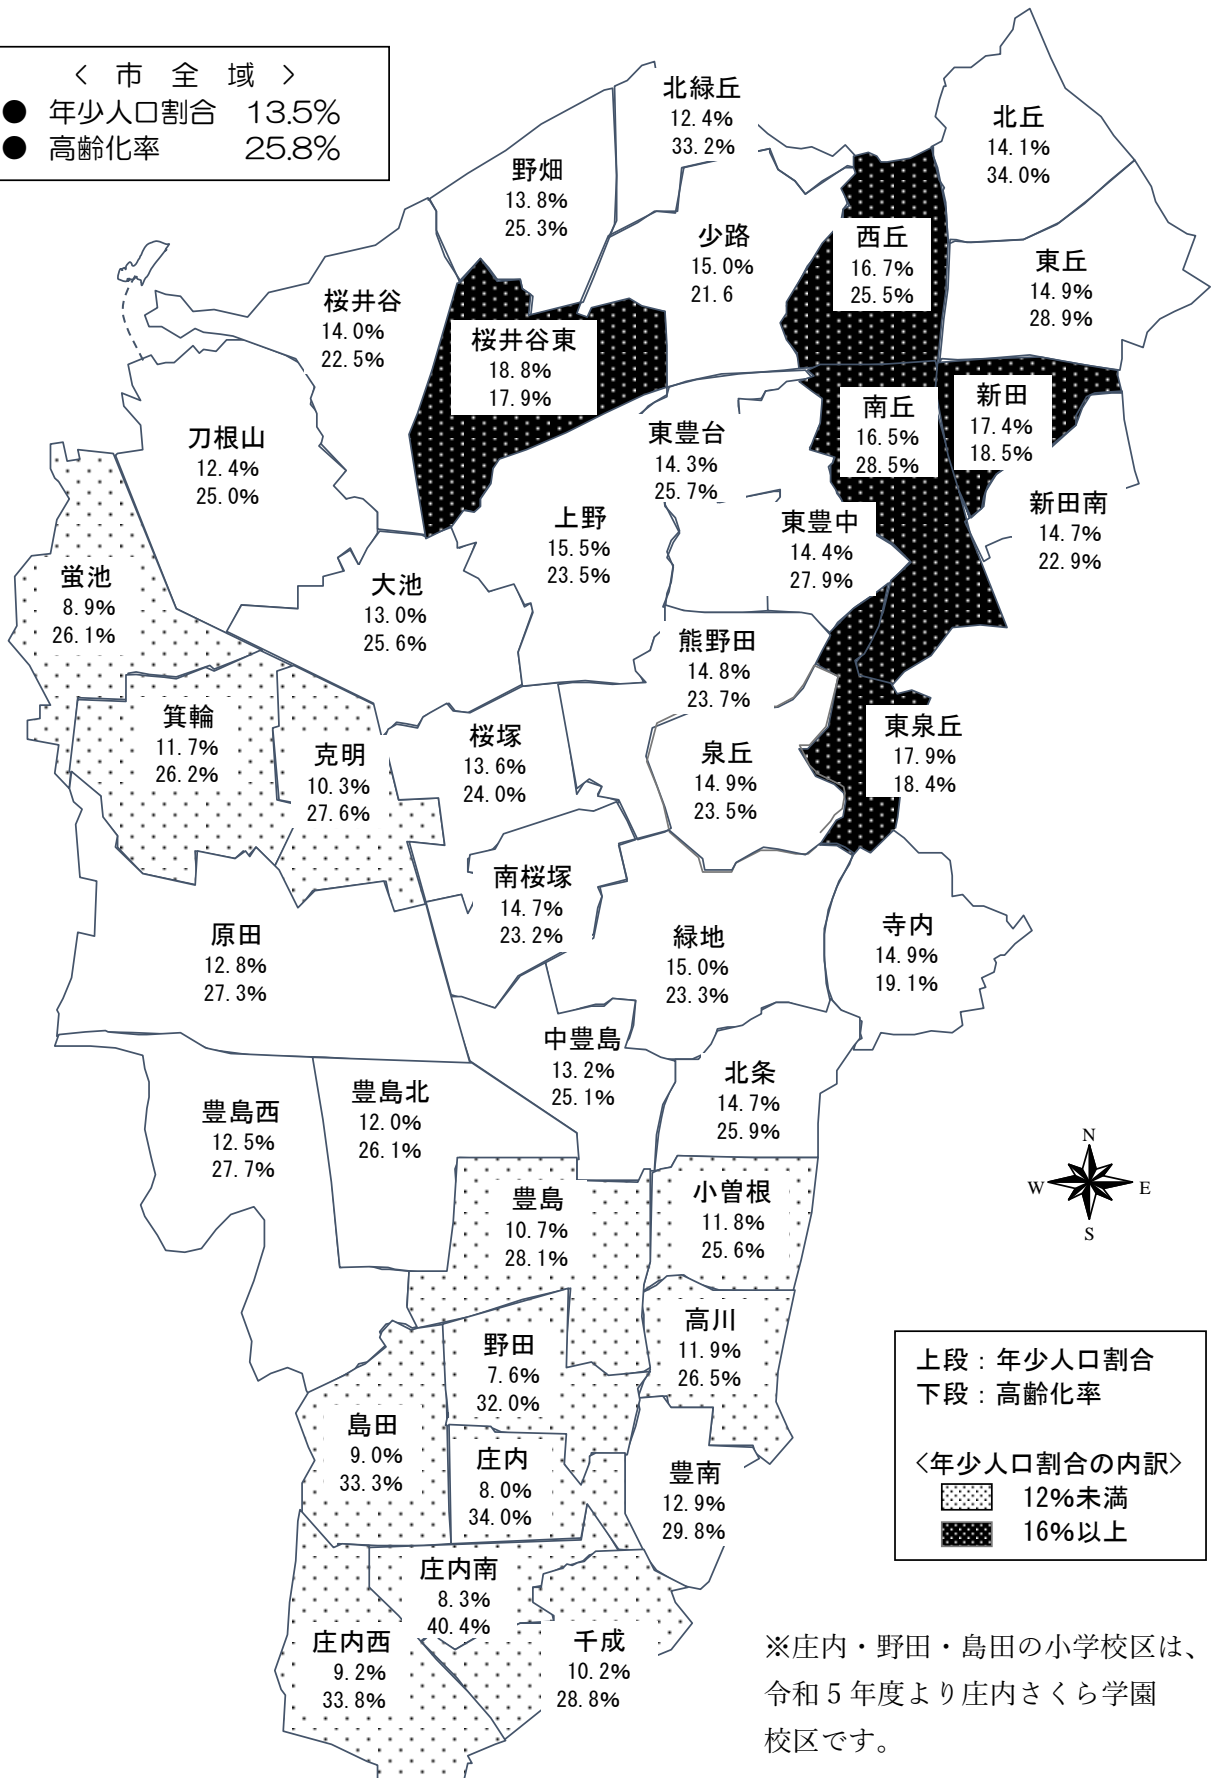 < 市 全 域 >
● 年少人口割合 13.5%
● 高齢化率 25.8%
北緑丘
12.4%
33.2%
北丘
14.1%
34.0%
野畑
13.8%
25.3%
少路
15.0%
21.6
西丘
16.7%
25.5%
東丘
14.9%
28.9%
桜井谷
14.0%
22.5%
桜井谷東
18.8%
17.9%
南丘
16.5%
28.5%
新田
17.4%
18.5%
刀根山
12.4%
25.0%
東豊台
14.3%
25.7%
新田南
14.7%
22.9%
上野
15.5%
23.5%
東豊中
14.4%
27.9%
蛍池
8.9%
26.1%
大池
13.0%
25.6%
熊野田
14.8%
23.7%
箕輪
11.7%
26.2%
克明
10.3%
27.6%
桜塚
13.6%
24.0%
泉丘
14.9%
23.5%
東泉丘
17.9%
18.4%
南桜塚
14.7%
23.2%
原田
12.8%
27.3%
緑地
15.0%
23.3%
寺内
14.9%
19.1%
中豊島
13.2%
25.1%
北条
14.7%
25.9%
豊島西
12.5%
27.7%
豊島北
12.0%
26.1%
豊島
10.7%
28.1%
小曽根
11.8%
25.6%
N
W
E
S
高川
11.9%
26.5%
野田
7.6%
32.0%
島田
9.0%
33.3%
庄内
8.0%
34.0%
豊南
12.9%
29.8%
上段：年少人口割合
下段：高齢化率
<年少人口割合の内訳>
12%未満
16%以上
庄内南
8.3%
40.4%
庄内西
9.2%
33.8%
千成
10.2%
28.8%
※庄内・野田・島田の小学校区は、
令和５年度より庄内さくら学園
校区です。